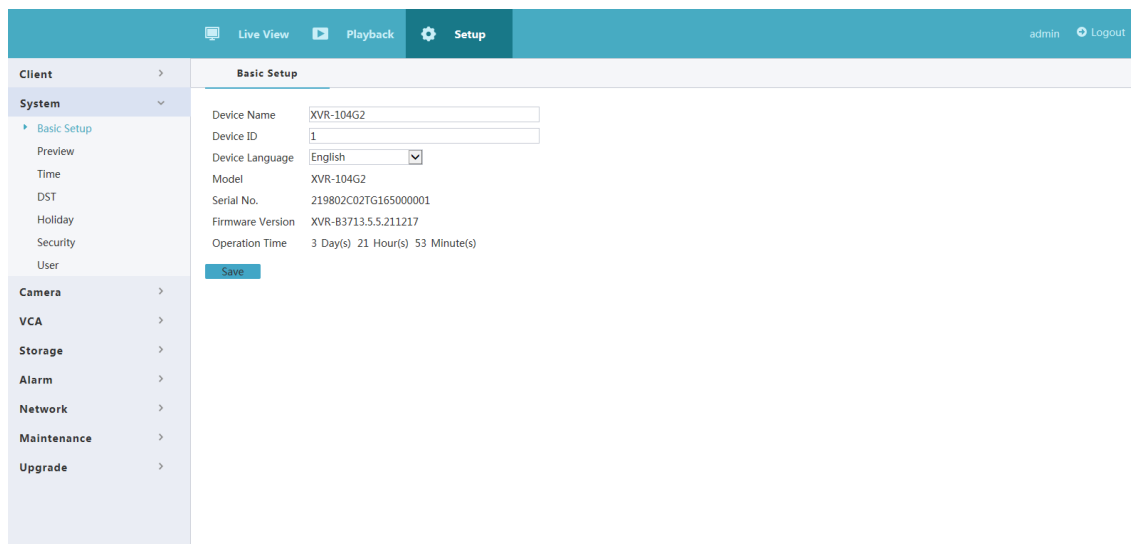 Live View Playback Setup admin Logout
Client
System
Basic Setup
Preview
Time
DST
Holiday
Security
User
Camera
VCA
Storage
Alarm
Network
Maintenance
Upgrade
Basic Setup
Device Name XVR-104G2
Device ID 1
Device Language English
Model XVR-104G2
Serial No. 219802C02TG165000001
Firmware Version XVR-B3713.5.5.211217
Operation Time 3 Day(s) 21 Hour(s) 53 Minute(s)
Save